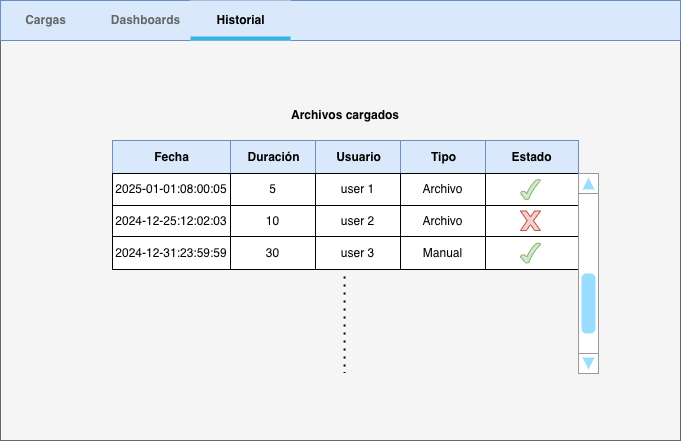 Cargas Dashboards Historial
Archivos cargados
Fecha Duración Usuario Tipo Estado
2025-01-01:08:00:05 5 user 1 Archivo
2024-12-25:12:02:03 10 user 2 Archivo
2024-12-31:23:59:59 30 user 3 Manual